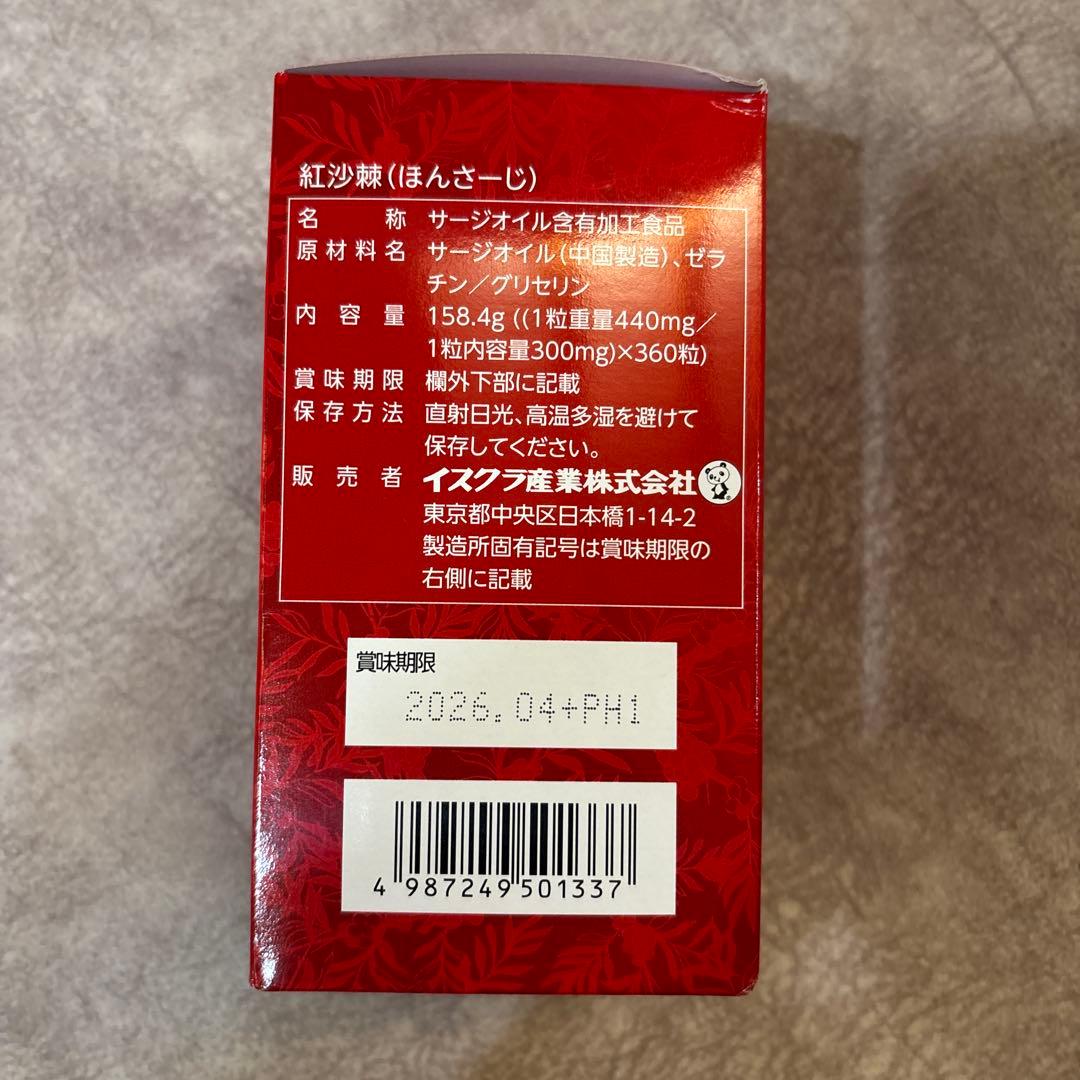 紅沙棘(ほんさーじ)
名称 サージオイル含有加工食品
原材料名 サージオイル(中国製造)、ゼラ
チン/グリセリン
内容量 158.4g ((1粒重量440mg/
1粒内容量300mg)×360粒)
賞味期限 欄外下部に記載
保存方法 直射日光、高温多湿を避けて
保存してください。
販売者 イスクラ産業株式会社
東京都中央区日本橋1-14-2
製造所固有記号は賞味期限の
右側に記載
賞味期限
2026.04+PH1
4 987249 501337